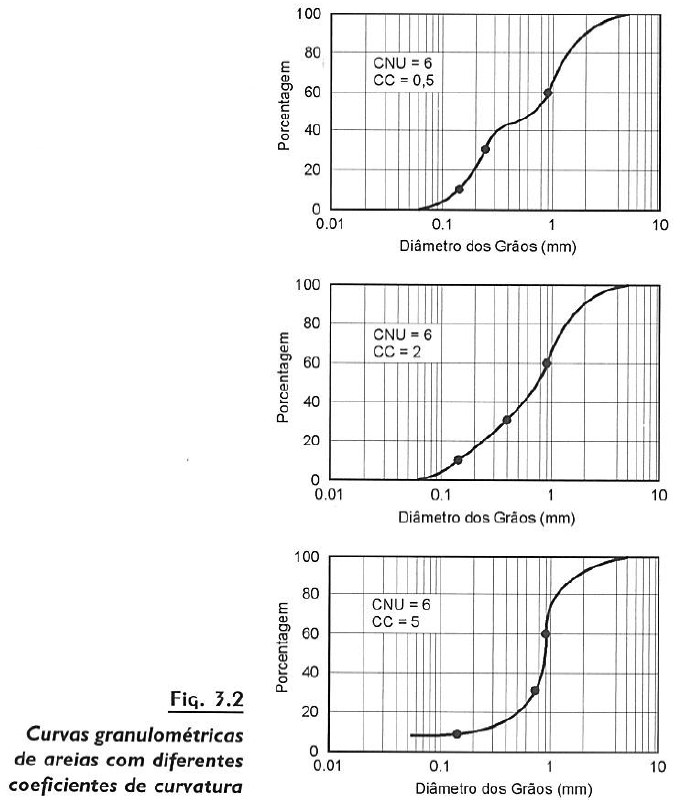 100
80
60
40
20
0
Porcentagem
CNU = 6
CC = 0,5
0.01
0.1
1
10
Diâmetro dos Grãos (mm)
100
80
60
40
20
0
Porcentagem
CNU = 6
CC = 2
0.01
0.1
1
10
Diâmetro dos Grãos (mm)
100
80
60
40
20
0
Porcentagem
CNU = 6
CC = 5
0.01
0.1
1
10
Diâmetro dos Grãos (mm)
Fig. 3.2
Curvas granulométricas
de areias com diferentes
coeficientes de curvatura